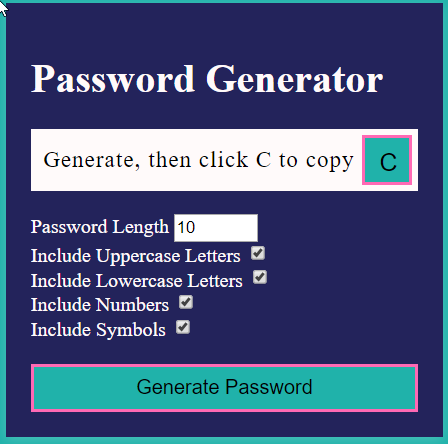 Password Generator
Generate, then click C to copy C
Password Length 10
Include Uppercase Letters
Include Lowercase Letters
Include Numbers
Include Symbols
Generate Password